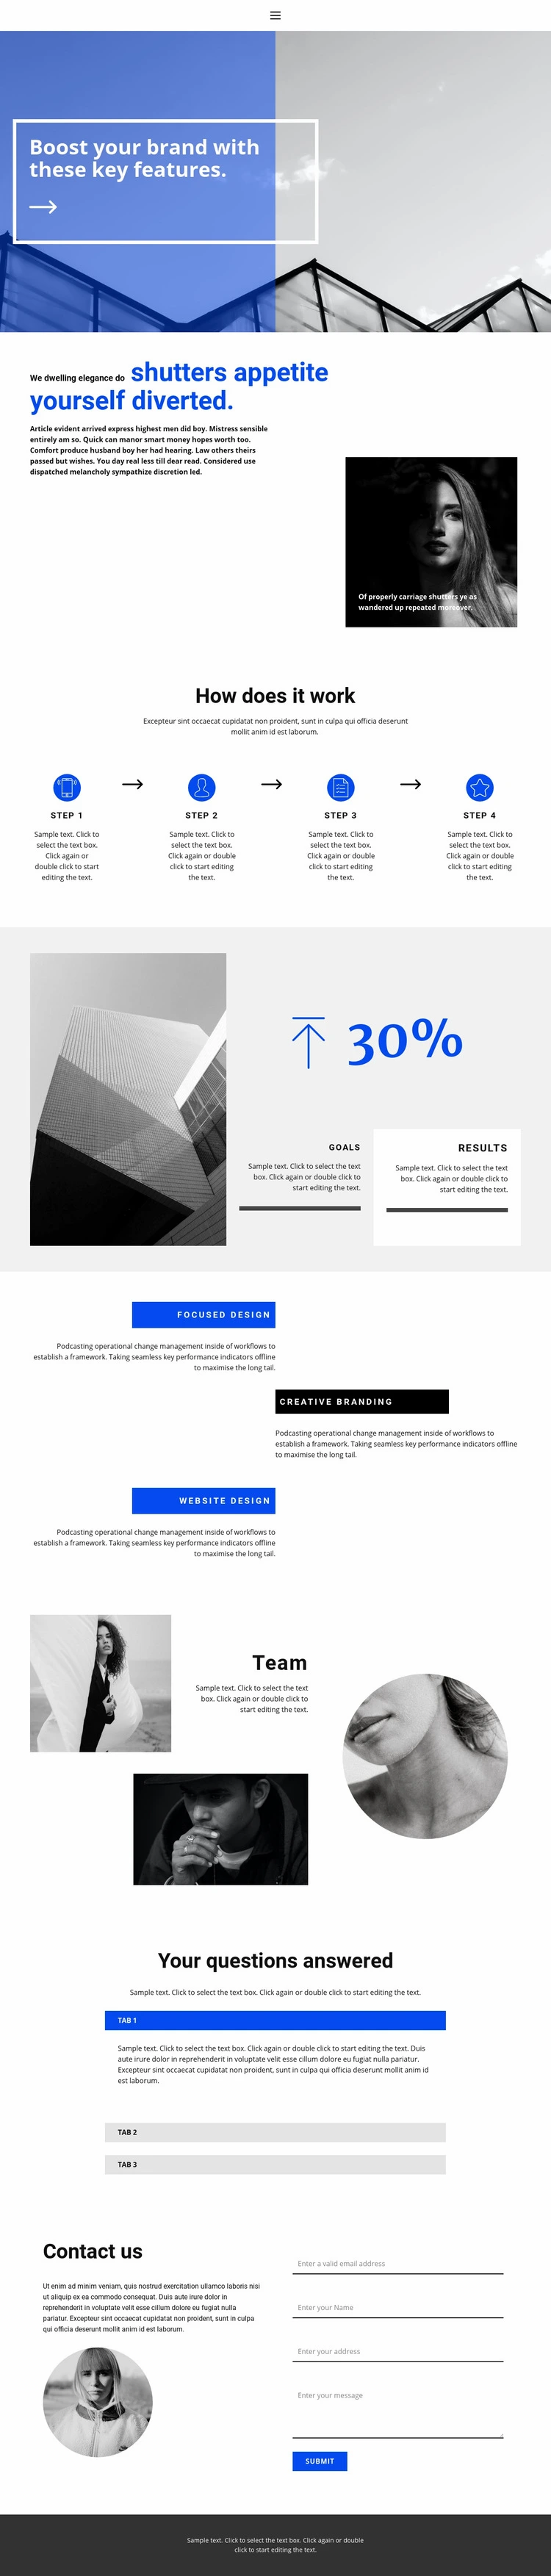 Boost your brand with
these key features.
We dwelling elegance do shutters appetite
yourself diverted.
Article evident arrived express highest men did boy. Mistress sensible
entirely am so. Quick can manor smart money hopes worth too.
Comfort produce husband boy her had hearing. Law others theirs
passed but wishes. You day real less till dear read. Considered use
dispatched melancholy sympathize discretion led.
Of properly carriage shutters ye as
wandered up repeated moreover.
How does it work
Excepteur sint occaecat cupidatat non proident, sunt in culpa qui officia deserunt
mollit anim id est laborum.
STEP 1
Sample text. Click to
select the text box.
Click again or
double click to start
editing the text.
STEP 2
Sample text. Click to
select the text box.
Click again or double
click to start editing
the text.
STEP 3
Sample text. Click to
select the text box.
Click again or double
click to start editing
the text.
STEP 4
Sample text. Click to
select the text box.
Click again or double
click to start editing
the text.
30%
GOALS
Sample text. Click to select the text
box. Click again or double click to
start editing the text.
RESULTS
Sample text. Click to select the text
box. Click again or double click to
start editing the text.
FOCUSED DESIGN
Podcasting operational change management inside of workflows to
establish a framework. Taking seamless key performance indicators offline
to maximise the long tail.
CREATIVE BRANDING
Podcasting operational change management inside of workflows to
establish a framework. Taking seamless key performance indicators offline
to maximise the long tail.
WEBSITE DESIGN
Podcasting operational change management inside of workflows to
establish a framework. Taking seamless key performance indicators offline
to maximise the long tail.
Team
Sample text. Click to select the text
box. Click again or double click to
start editing the text.
Your questions answered
Sample text. Click to select the text box. Click again or double click to start editing the text.
TAB 1
Sample text. Click to select the text box. Click again or double click to start editing the text. Duis
aute irure dolor in reprehenderit in voluptate velit esse cillum dolore eu fugiat nulla pariatur.
Excepteur sint occaecat cupidatat non proident, sunt in culpa qui officia deserunt mollit anim id
est laborum.
TAB 2
TAB 3
Contact us
Ut enim ad minim veniam, quis nostrud exercitation ullamco laboris nisi
ut aliquip ex ea commodo consequat. Duis aute irure dolor in
reprehenderit in voluptate velit esse cillum dolore eu fugiat nulla
pariatur. Excepteur sint occaecat cupidatat non proident, sunt in culpa
qui officia deserunt mollit anim id est laborum.
Enter a valid email address
Enter your Name
Enter your address
Enter your message
SUBMIT
Sample text. Click to select the text box. Click again or double
click to start editing the text.